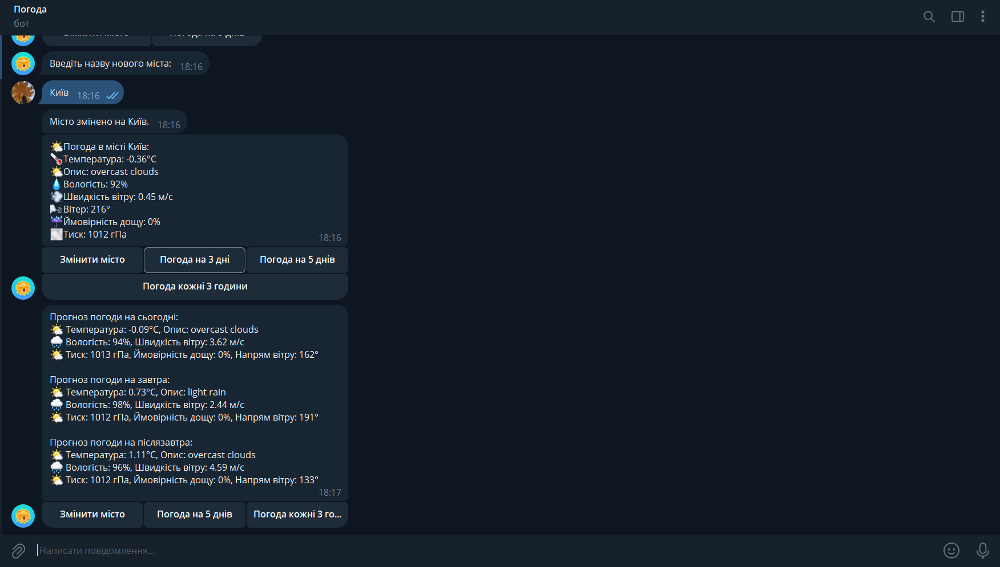 Погода
бот
Змінити місто Погода на 3 днів
Введіть назву нового міста: 18:16
Київ 18:16
Місто змінено на Київ. 18:16
Погода в місті Київ:
Температура: -0.36°C
Опис: overcast clouds
Вологість: 92%
Швидкість вітру: 0.45 м/с
Вітер: 216°
Ймовірність дощу: 0%
Тиск: 1012 гПа
18:16
Змінити місто Погода на 3 дні Погода на 5 днів
Погода кожні 3 години
Прогноз погоди на сьогодні:
Температура: -0.09°C, Опис: overcast clouds
Вологість: 94%, Швидкість вітру: 3.62 м/с
Тиск: 1013 гПа, Ймовірність дощу: 0%, Напрям вітру: 162°
Прогноз погоди на завтра:
Температура: 0.73°C, Опис: light rain
Вологість: 98%, Швидкість вітру: 2.44 м/с
Тиск: 1012 гПа, Ймовірність дощу: 0%, Напрям вітру: 191°
Прогноз погоди на післязавтра:
Температура: 1.11°C, Опис: overcast clouds
Вологість: 96%, Швидкість вітру: 4.59 м/с
Тиск: 1012 гПа, Ймовірність дощу: 0%, Напрям вітру: 133°
18:17
Змінити місто Погода на 5 днів Погода кожні 3 го...
Написати повідомлення...